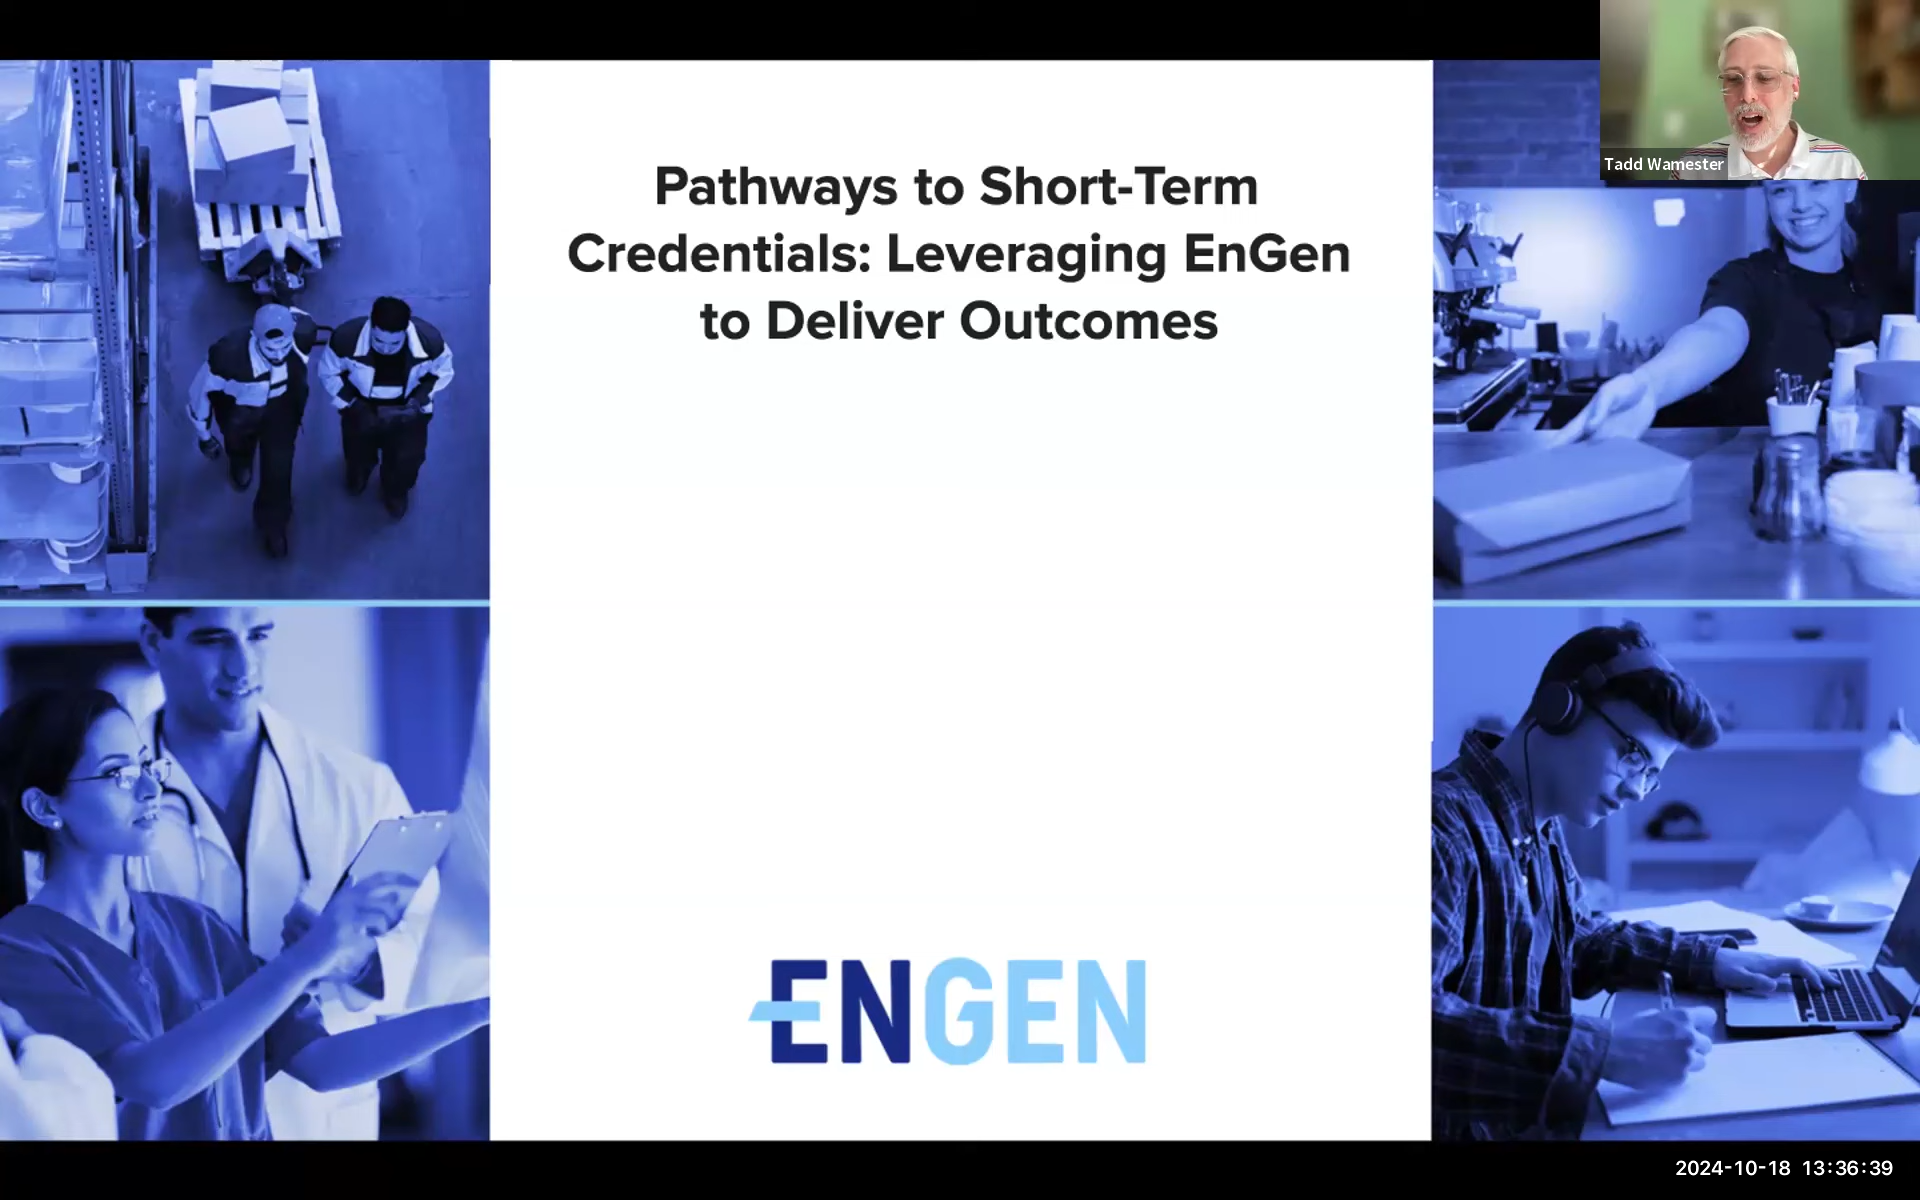 Tadd Wamester
Pathways to Short-Term
Credentials: Leveraging EnGen
to Deliver Outcomes
ENGEN
2024-10-18 13:36:39